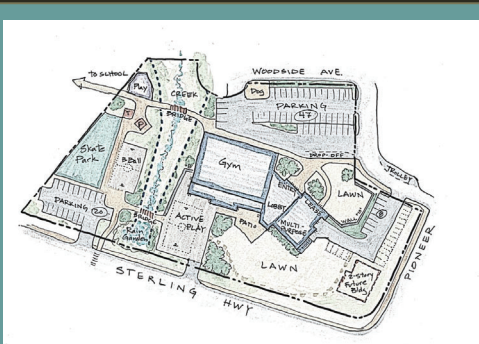 WOODSIDE AVE.
to SCHOOL
Play
CREEK
BRIDGE
Dog
PARKING
47
DROP-OFF
Skate
Park
B.Ball
Gym
ENTRY
LOBBY
MULTI-
PURPOSE
LAWN
PARKING
20
Rain
Garden
ACTIVE
PLAY
PATIO
LAWN
2-story
Future
Bldg.
STERLING
HWY
PIONEER